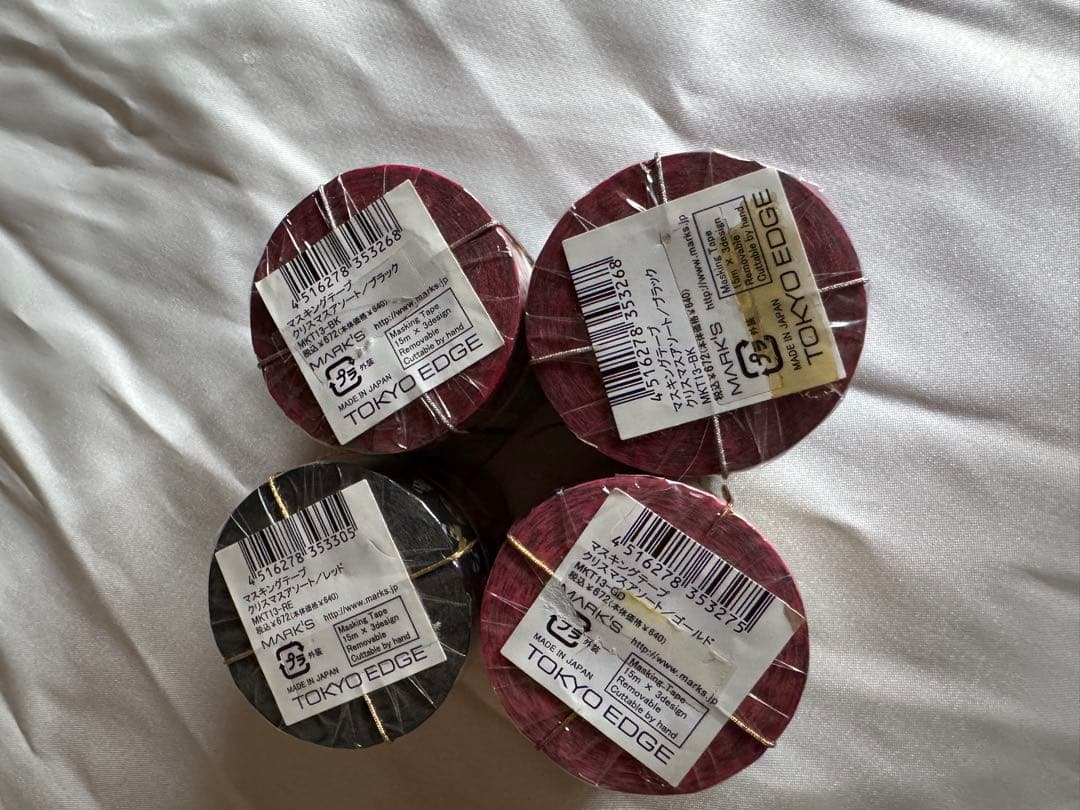 4 516278 353268
マスキングテープ
クリスマスアソート/ブラック
MKT13-BK
税込¥672(本体価格¥640)
MARK'S http://www.marks.jp
プラ 外装
Masking Tape
15m × 3design
Removable
Cuttable by hand
MADE IN JAPAN
TOKYO EDGE
4 516278 353268
マスキングテープ
クリスマスアソート/ブラック
MKT13-BK
税込¥672(本体価格¥640)
MARK'S http://www.marks.jp
プラ 外装
Masking Tape
15m × 3design
Removable
Cuttable by hand
MADE IN JAPAN
TOKYO EDGE
4 516278 353305
マスキングテープ
クリスマスアソート/レッド
MKT13-RE
税込¥672(本体価格¥640)
MARK'S http://www.marks.jp
プラ 外装
Masking Tape
15m × 3design
Removable
Cuttable by hand
MADE IN JAPAN
TOKYO EDGE
4 516278 353275
マスキングテープ
クリスマスアソート/ゴールド
MKT13-GD
税込¥672(本体価格¥640)
MARK'S http://www.marks.jp
プラ 外装
Masking Tape
15m × 3design
Removable
Cuttable by hand
MADE IN JAPAN
TOKYO EDGE